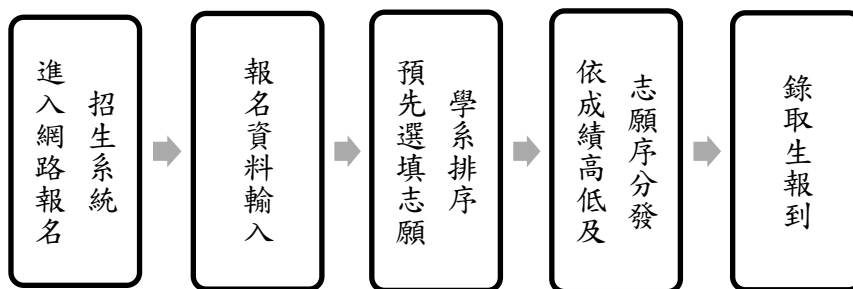 進入網路報名
招生系統
報名資料輸入
預先選填志願
學系排序
依成績高低及
志願序分發
錄取生報到